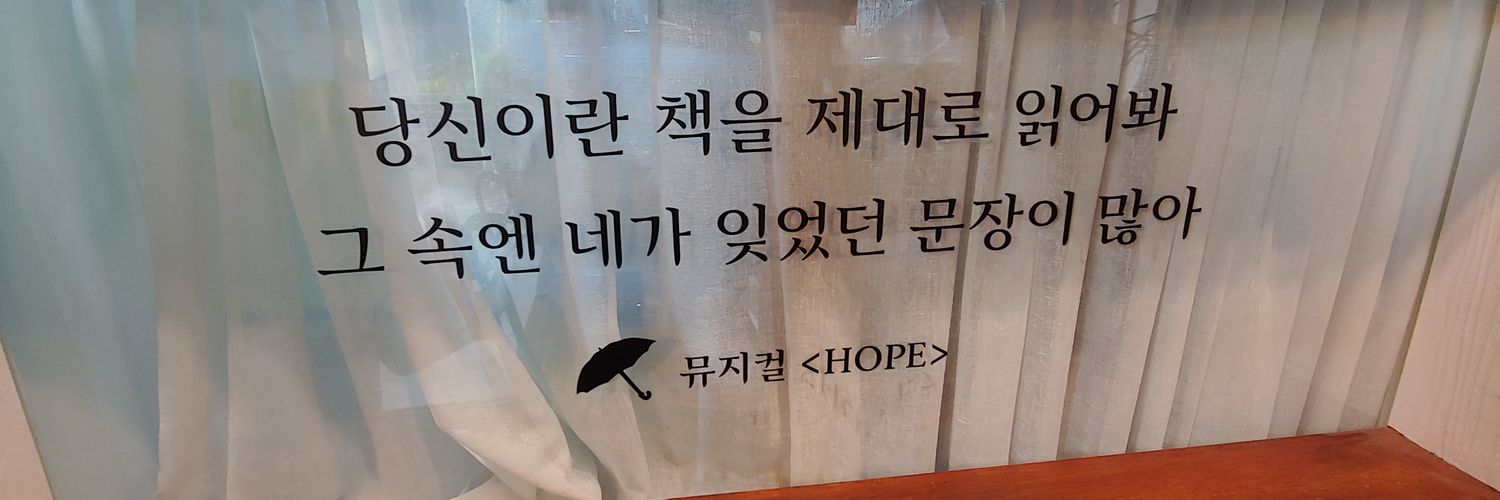 당신이란 책을 제대로 읽어봐
그 속엔 네가 잊었던 문장이 많아
뮤지컬 <HOPE>